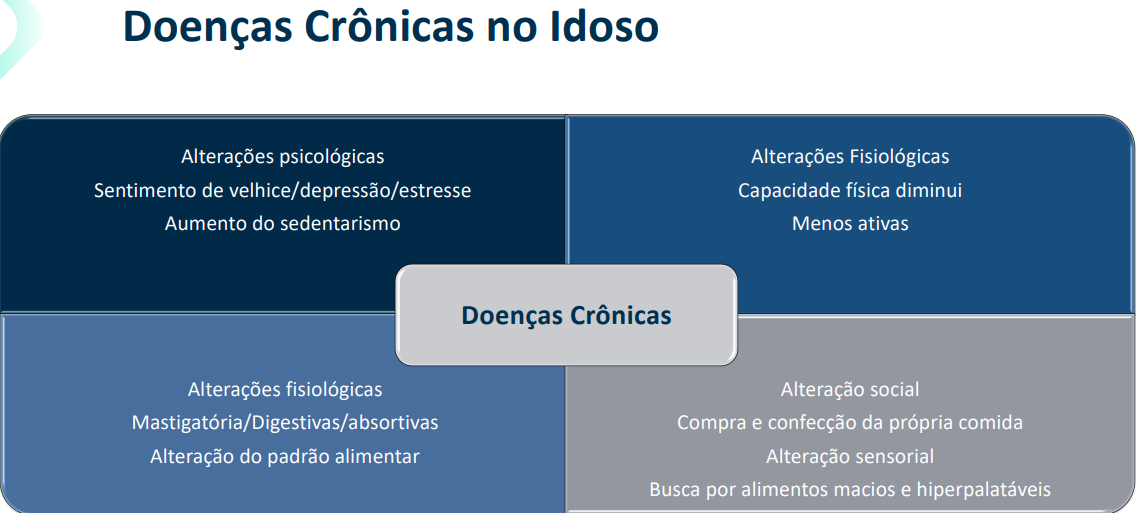 Doenças Crônicas no Idoso
Alterações psicológicas
Sentimento de velhice/depressão/estresse
Aumento do sedentarismo
Alterações Fisiológicas
Capacidade física diminui
Menos ativas
Doenças Crônicas
Alterações fisiológicas
Mastigatória/Digestivas/absortivas
Alteração do padrão alimentar
Alteração social
Compra e confecção da própria comida
Alteração sensorial
Busca por alimentos macios e hiperpalatáveis